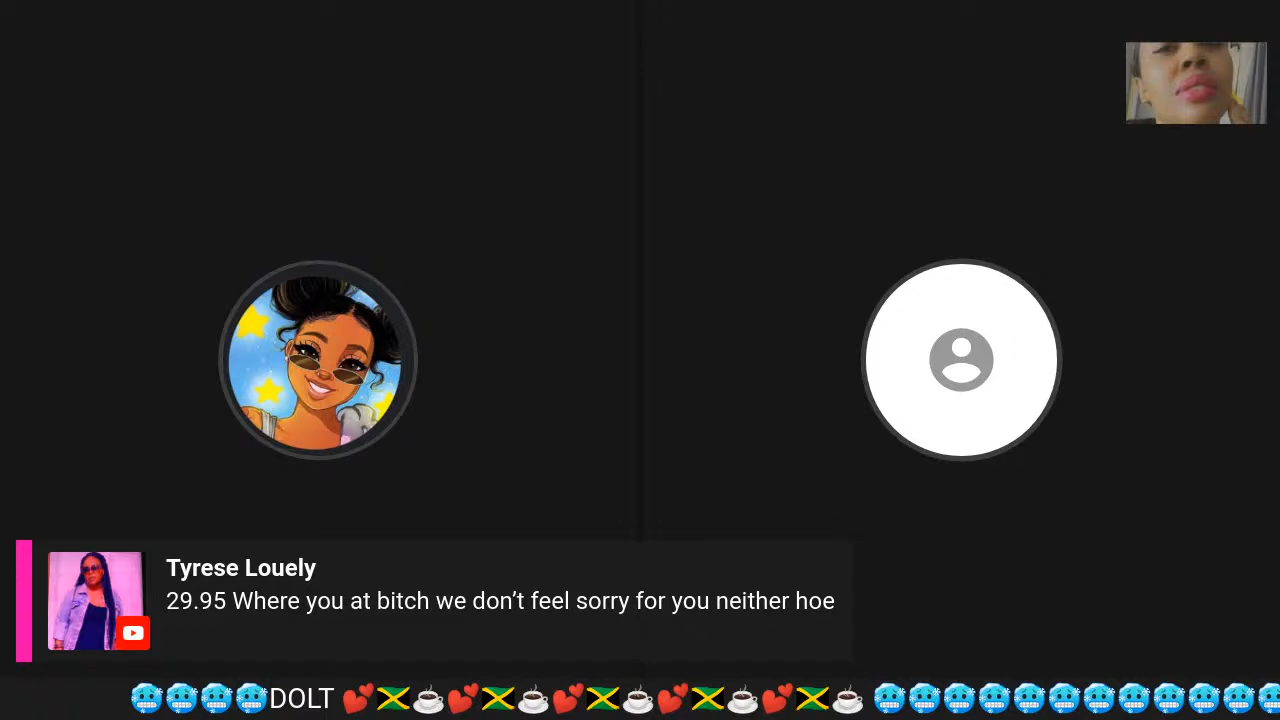 Tyrese Louely
29.95 Where you at bitch we don’t feel sorry for you neither hoe
🥶🥶🥶🥶DOLT 💕🇯🇲☕💕🇯🇲☕💕🇯🇲☕💕🇯🇲☕💕🇯🇲☕ 🥶🥶🥶🥶🥶🥶🥶🥶🥶🥶🥶🥶